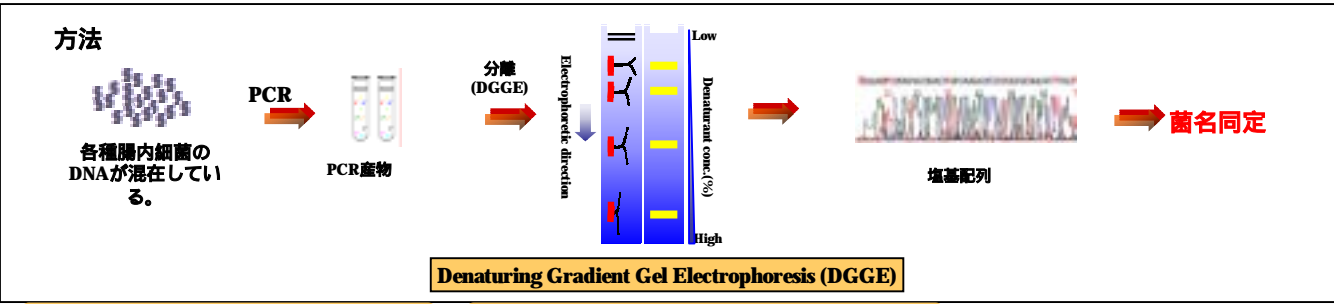 方法
各種腸内細菌の
DNAが混在してい
る。
PCR
PCR産物
分離
(DGGE)
Electrophoretic direction
Low
Denaturant conc.(%)
High
塩基配列
菌名同定
Denaturing Gradient Gel Electrophoresis (DGGE)